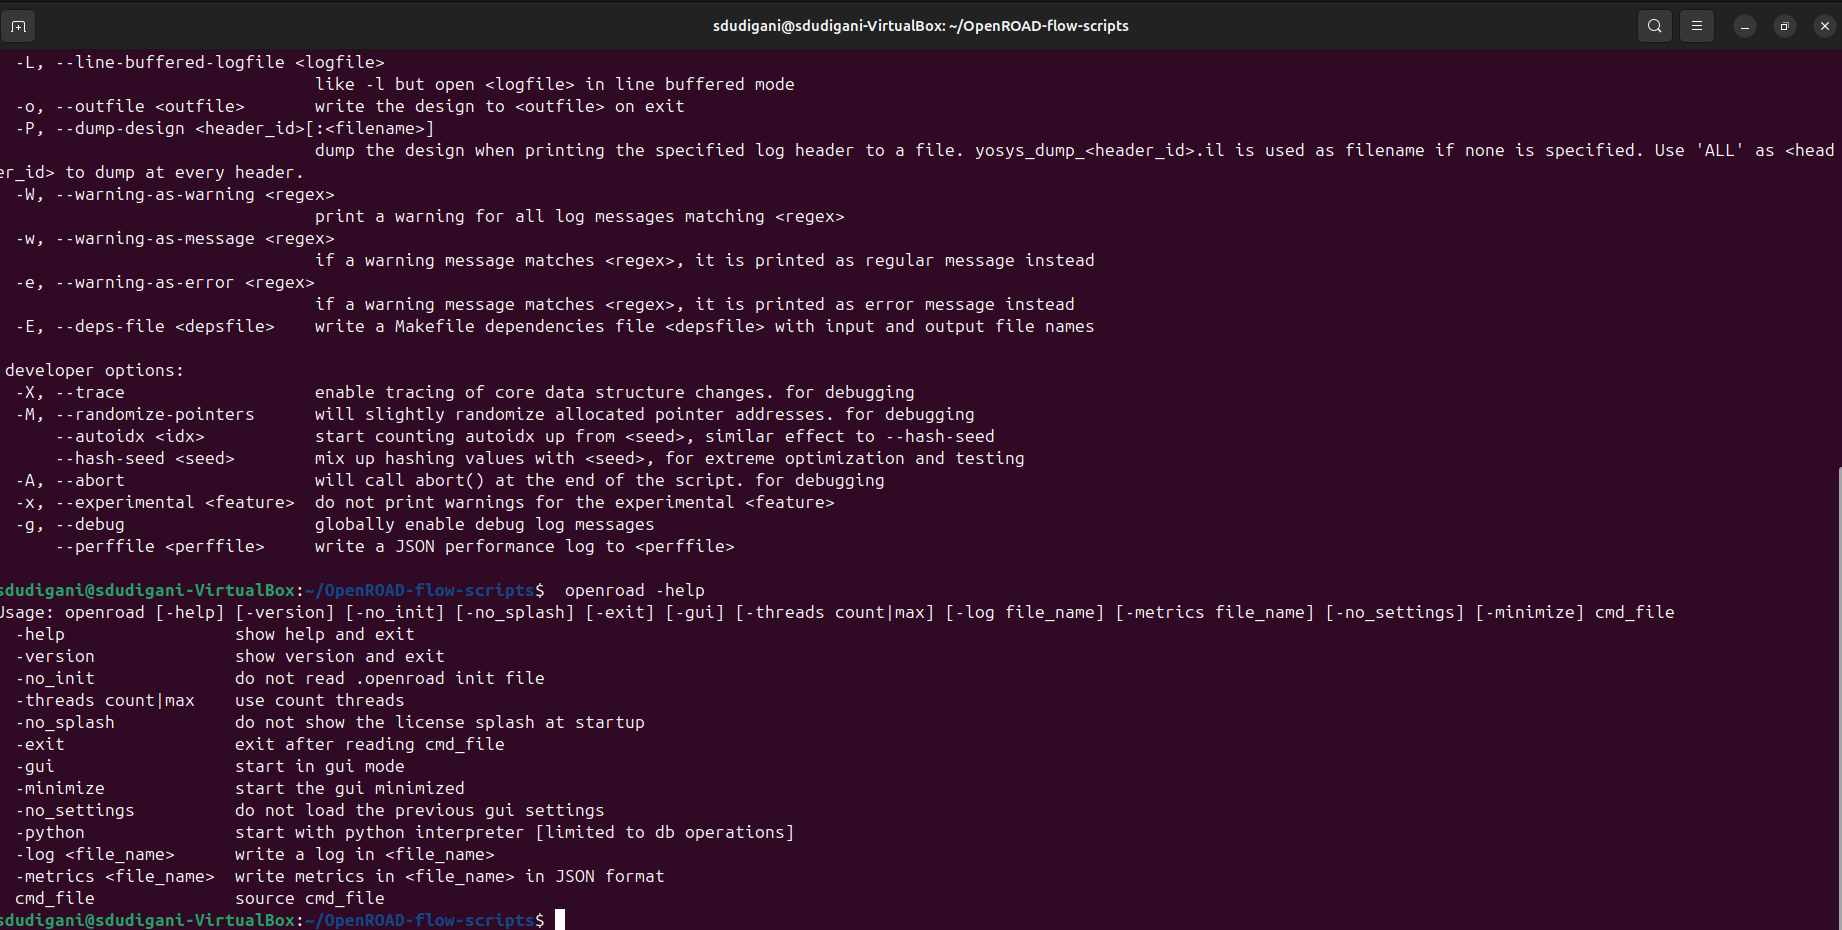 sdudigani@sdudigani-VirtualBox: ~/OpenROAD-flow-scripts
-L, --line-buffered-logfile <logfile>
like -l but open <logfile> in line buffered mode
-o, --outfile <outfile> write the design to <outfile> on exit
-P, --dump-design <header_id>[:<filename>]
dump the design when printing the specified log header to a file. yosys_dump_<header_id>.il is used as filename if none is specified. Use 'ALL' as <head
er_id> to dump at every header.
-W, --warning-as-warning <regex>
print a warning for all log messages matching <regex>
-w, --warning-as-message <regex>
if a warning message matches <regex>, it is printed as regular message instead
-e, --warning-as-error <regex>
if a warning message matches <regex>, it is printed as error message instead
-E, --deps-file <depsfile> write a Makefile dependencies file <depsfile> with input and output file names
developer options:
-X, --trace enable tracing of core data structure changes. for debugging
-M, --randomize-pointers will slightly randomize allocated pointer addresses. for debugging
--autoidx <idx> start counting autoidx up from <seed>, similar effect to --hash-seed
--hash-seed <seed> mix up hashing values with <seed>, for extreme optimization and testing
-A, --abort will call abort() at the end of the script. for debugging
-x, --experimental <feature> do not print warnings for the experimental <feature>
-g, --debug globally enable debug log messages
--perffile <perffile> write a JSON performance log to <perffile>
sdudigani@sdudigani-VirtualBox:~/OpenROAD-flow-scripts$ openroad -help
Usage: openroad [-help] [-version] [-no_init] [-no_splash] [-exit] [-gui] [-threads count|max] [-log file_name] [-metrics file_name] [-no_settings] [-minimize] cmd_file
-help show help and exit
-version show version and exit
-no_init do not read .openroad init file
-threads count|max use count threads
-no_splash do not show the license splash at startup
-exit exit after reading cmd_file
-gui start in gui mode
-minimize start the gui minimized
-no_settings do not load the previous gui settings
-python start with python interpreter [limited to db operations]
-log <file_name> write a log in <file_name>
-metrics <file_name> write metrics in <file_name> in JSON format
cmd_file source cmd_file
sdudigani@sdudigani-VirtualBox:~/OpenROAD-flow-scripts$